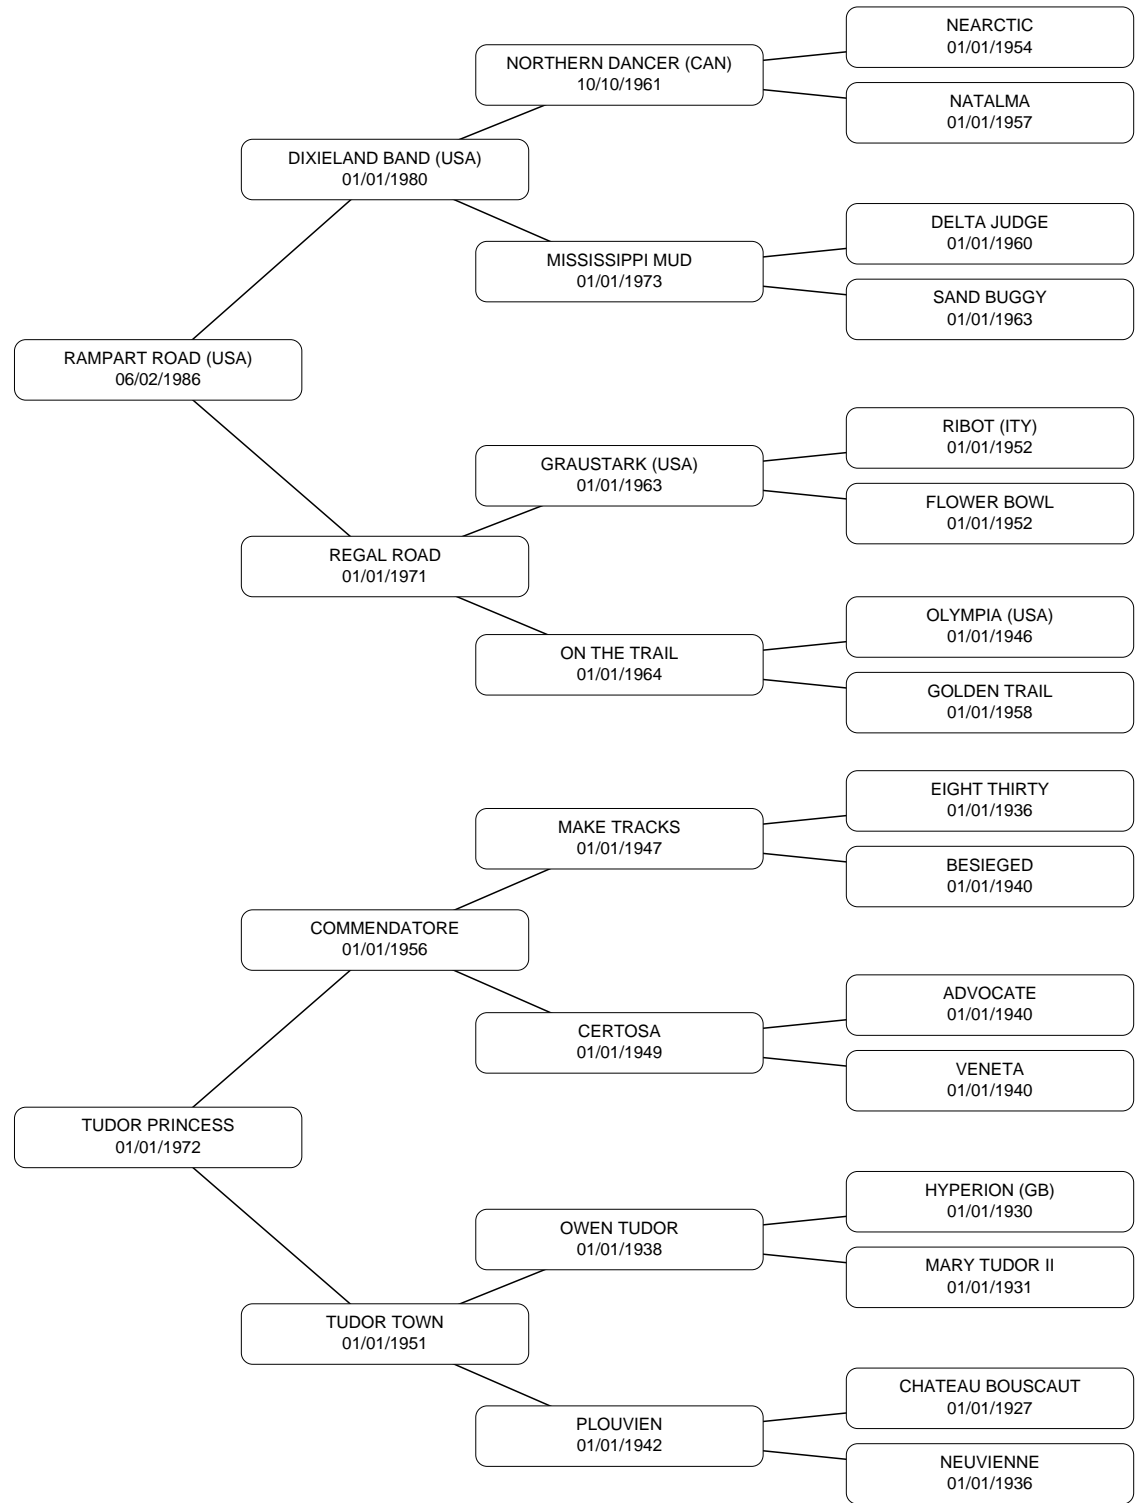 NEARCTIC
01/01/1954
NORTHERN DANCER (CAN)
10/10/1961
NATALMA
01/01/1957
DIXIELAND BAND (USA)
01/01/1980
DELTA JUDGE
01/01/1960
MISSISSIPPI MUD
01/01/1973
SAND BUGGY
01/01/1963
RAMPART ROAD (USA)
06/02/1986
RIBOT (ITY)
01/01/1952
GRAUSTARK (USA)
01/01/1963
FLOWER BOWL
01/01/1952
REGAL ROAD
01/01/1971
OLYMPIA (USA)
01/01/1946
ON THE TRAIL
01/01/1964
GOLDEN TRAIL
01/01/1958
EIGHT THIRTY
01/01/1936
MAKE TRACKS
01/01/1947
BESIEGED
01/01/1940
COMMENDATORE
01/01/1956
ADVOCATE
01/01/1940
CERTOSA
01/01/1949
VENETA
01/01/1940
TUDOR PRINCESS
01/01/1972
HYPERION (GB)
01/01/1930
OWEN TUDOR
01/01/1938
MARY TUDOR II
01/01/1931
TUDOR TOWN
01/01/1951
CHATEAU BOUSCAUT
01/01/1927
PLOUVIEN
01/01/1942
NEUVIENNE
01/01/1936